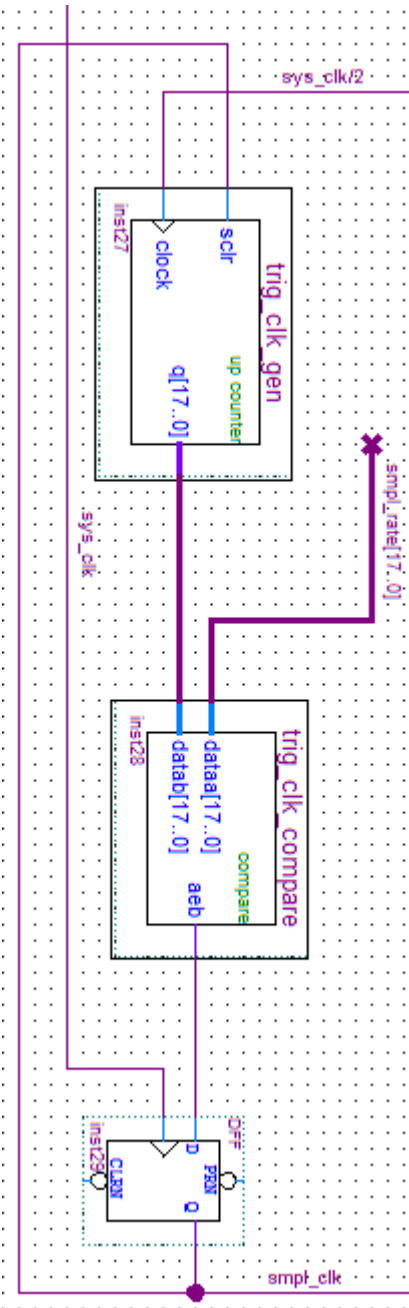 sys_clk/2
trig_clk_gen
sclr
clock
up counter
q[17..0]
inst27
smpl_rate[17..0]
sys_clk
trig_clk_compare
dataa[17..0]
datab[17..0]
compare
aeb
inst28
DFF
D
PRN
Q
CLRN
inst29
smpl_clk